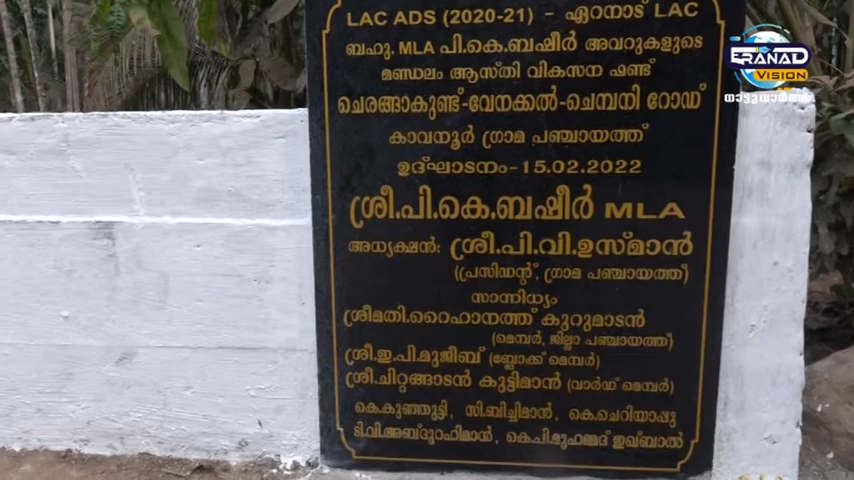 LAC ADS (2020-21) - ഏറനാട് LAC
ബഹു. MLA പി.കെ.ബഷീർ അവറുകളുടെ
മണ്ഡലം ആസ്തി വികസന ഫണ്ട്
ചെരങ്ങാകുണ്ട്-വേനക്കൽ-ചെമ്പനി റോഡ്
കാവനൂർ ഗ്രാമ പഞ്ചായത്ത്
ഉദ്ഘാടനം-15.02.2022
ശ്രീ.പി.കെ.ബഷീർ MLA
അധ്യക്ഷൻ: ശ്രീ.പി.വി.ഉസ്മാൻ
(പ്രസിഡന്റ്, ഗ്രാമ പഞ്ചായത്ത്)
സാന്നിധ്യം
ശ്രീമതി.റൈഹാനത്ത് കുറുമാടൻ
(മെമ്പർ, ജില്ലാ പഞ്ചായത്ത്)
ശ്രീ.ഇ.പി.മുജീബ് (ബ്ലോക്ക് മെമ്പർ)
ശ്രീ.ചിറ്റങ്ങാടൻ കുട്ടിമാൻ (വാർഡ് മെമ്പർ)
കെ.കുഞ്ഞുട്ടി, സി.ബിച്ചിമാൻ, കെ.ചെറിയാപ്പു
ടി.വി.അബ്ദുറഹിമാൻ, കെ.പി.മുഹമ്മദ് ഇഖ്ബാൽ
ERANAD
VISION
നാട്ടുവാർത്ത